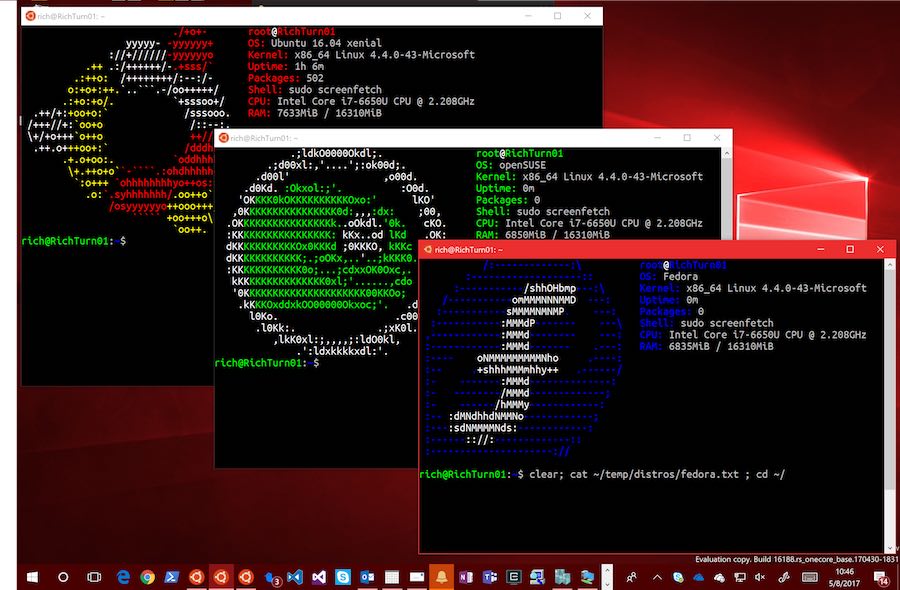 rich@RichTurn01: ~
root@RichTurn01
OS: Ubuntu 16.04 xenial
Kernel: x86_64 Linux 4.4.0-43-Microsoft
Uptime: 1h 6m
Packages: 502
Shell: sudo screenfetch
CPU: Intel Core i7-6650U CPU @ 2.208GHz
RAM: 7633MiB / 16310MiB
rich@RichTurn01:~$
rich@RichTurn01: ~
root@RichTurn01
OS: openSUSE
Kernel: x86_64 Linux 4.4.0-43-Microsoft
Uptime: 0m
Packages: 0
Shell: sudo screenfetch
CPU: Intel Core i7-6650U CPU @ 2.208GHz
RAM: 6850MiB / 16310MiB
rich@RichTurn01:~$
rich@RichTurn01: ~
root@RichTurn01
OS: Fedora
Kernel: x86_64 Linux 4.4.0-43-Microsoft
Uptime: 0m
Packages: 0
Shell: sudo screenfetch
CPU: Intel Core i7-6650U CPU @ 2.208GHz
RAM: 6835MiB / 16310MiB
rich@RichTurn01:~$ clear; cat ~/temp/distros/fedora.txt ; cd ~/
Evaluation copy. Build 16188.rs_onecore_base.170430-1831
10:46
5/8/2017
3
14